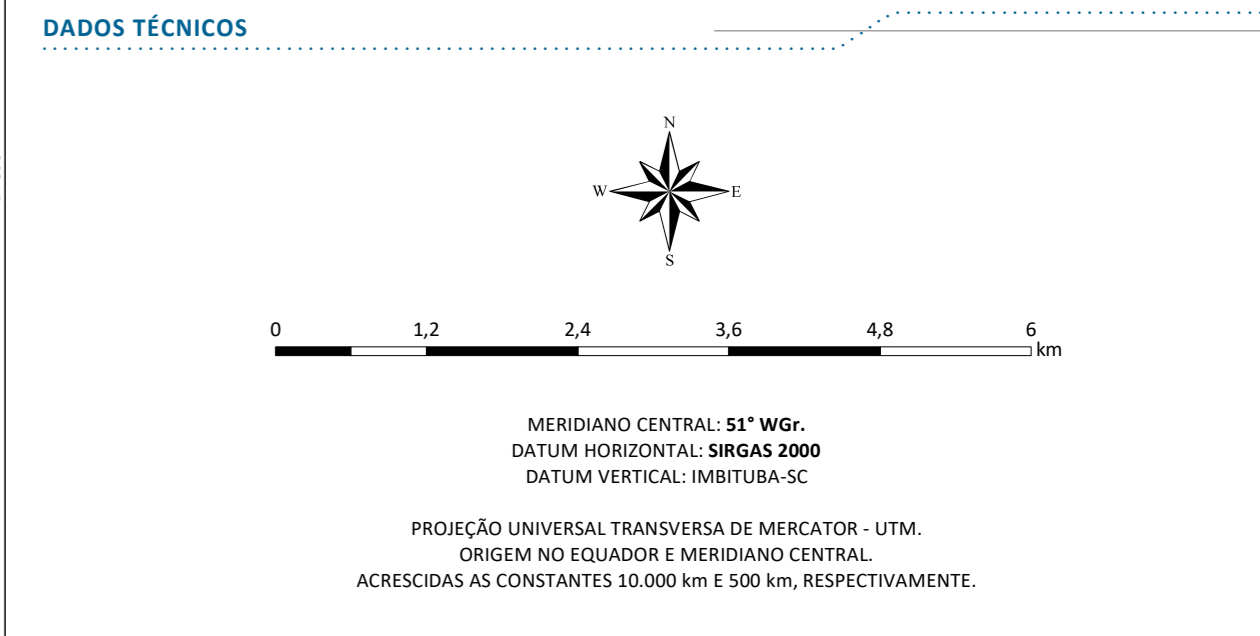 DADOS TÉCNICOS
N
W E
S
0 1,2 2,4 3,6 4,8 6
km
MERIDIANO CENTRAL: 51° WGr.
DATUM HORIZONTAL: SIRGAS 2000
DATUM VERTICAL: IMBITUBA-SC
PROJEÇÃO UNIVERSAL TRANSVERSA DE MERCATOR - UTM.
ORIGEM NO EQUADOR E MERIDIANO CENTRAL.
ACRESCIDAS AS CONSTANTES 10.000 km E 500 km, RESPECTIVAMENTE.